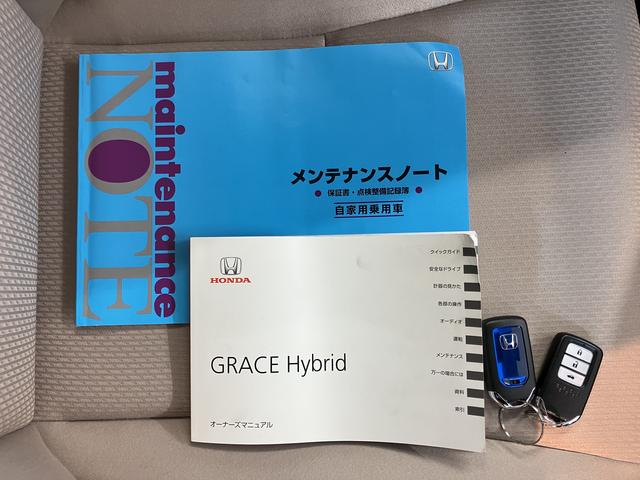 maintenance
NOTE
メンテナンスノート
● 保証書・点検整備記録簿 ●
自家用乗用車
HONDA
GRACE Hybrid
オーナーズマニュアル
クイックガイド
安全なドライブ
計器の見かた
各部の操作
オーディオ
運転
メンテナンス
万一の場合には
資料
索引